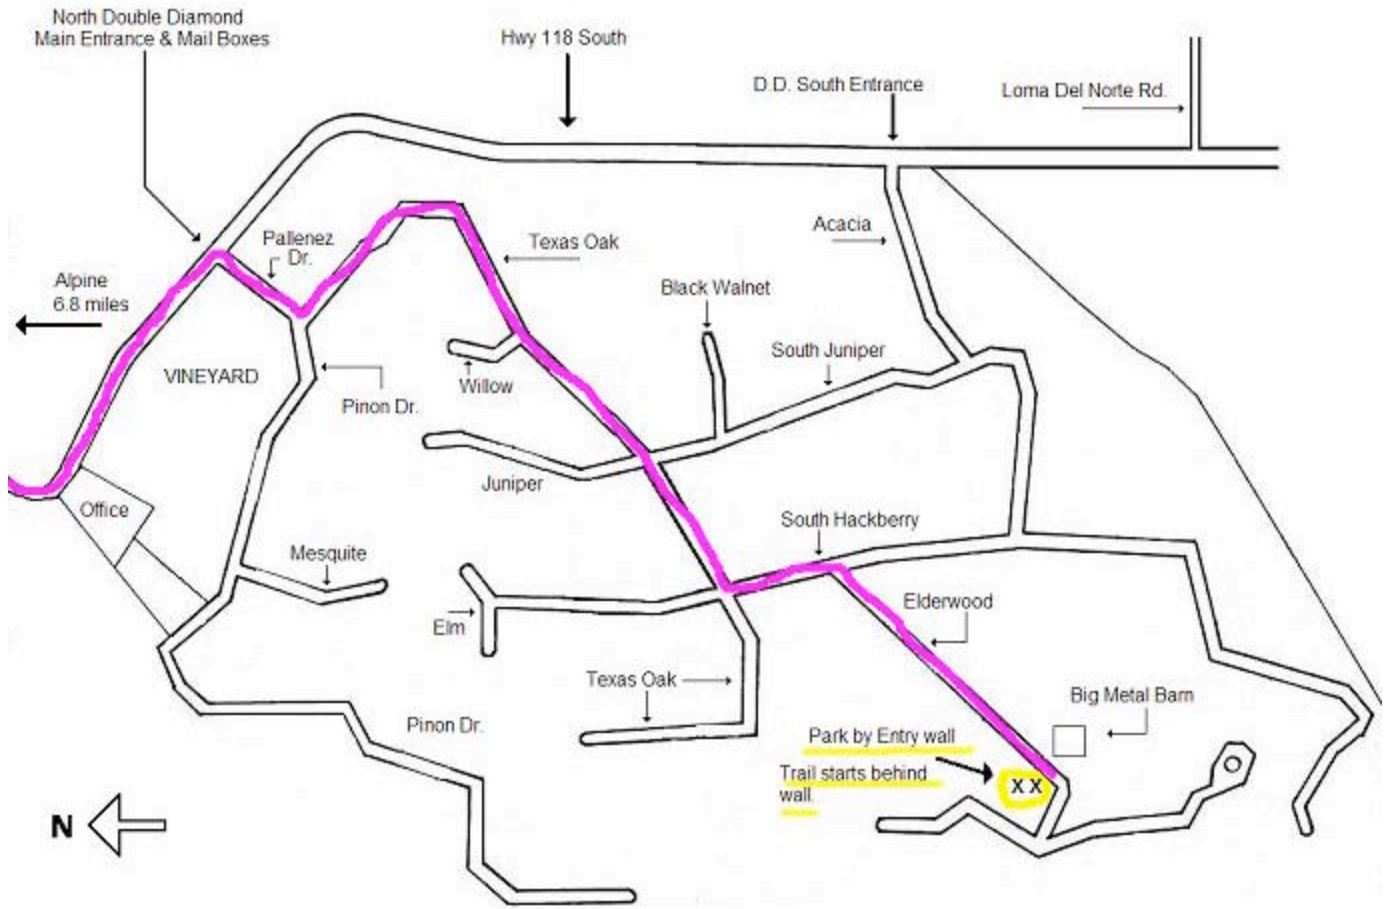 North Double Diamond
Main Entrance & Mail Boxes
Hwy 118 South
D.D. South Entrance
Loma Del Norte Rd.
Pallenez
Dr.
Texas Oak
Acacia
Alpine
6.8 miles
Black Walnet
South Juniper
VINEYARD
Willow
Pinon Dr.
Juniper
Office
South Hackberry
Mesquite
Elderwood
Elm
Texas Oak
Big Metal Barn
Pinon Dr.
Park by Entry wall
Trail starts behind
wall.
X X
N